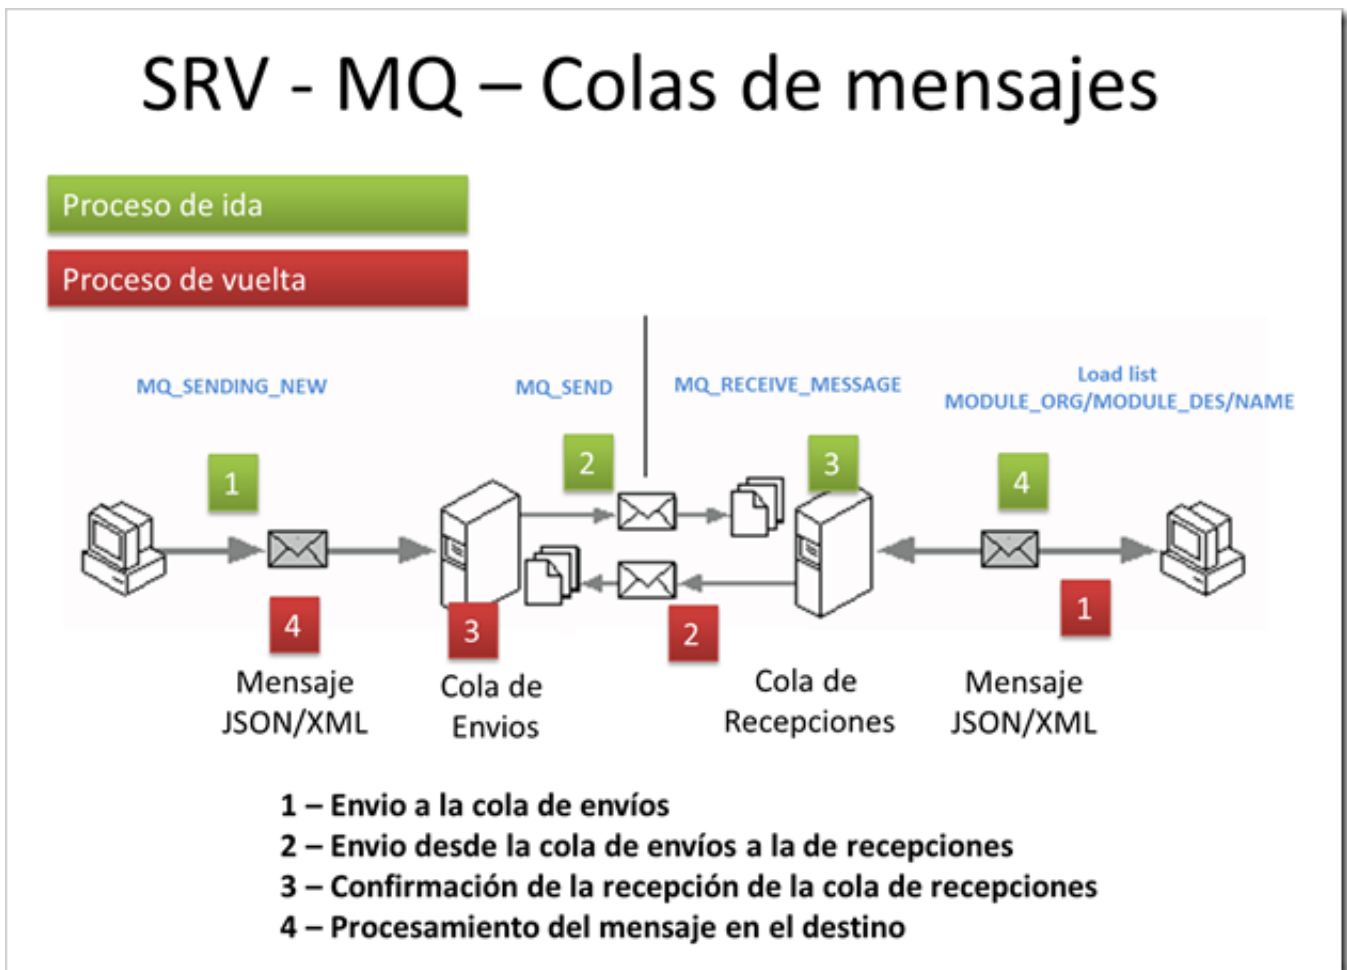 SRV - MQ – Colas de mensajes
Proceso de ida
Proceso de vuelta
MQ_SENDING_NEW
MQ_SEND
MQ_RECEIVE_MESSAGE
Load list
MODULE_ORG/MODULE_DES/NAME
1
2
3
4
4
3
2
1
Mensaje
JSON/XML
Cola de
Envios
Cola de
Recepciones
Mensaje
JSON/XML
1 – Envio a la cola de envíos
2 – Envio desde la cola de envíos a la de recepciones
3 – Confirmación de la recepción de la cola de recepciones
4 – Procesamiento del mensaje en el destino